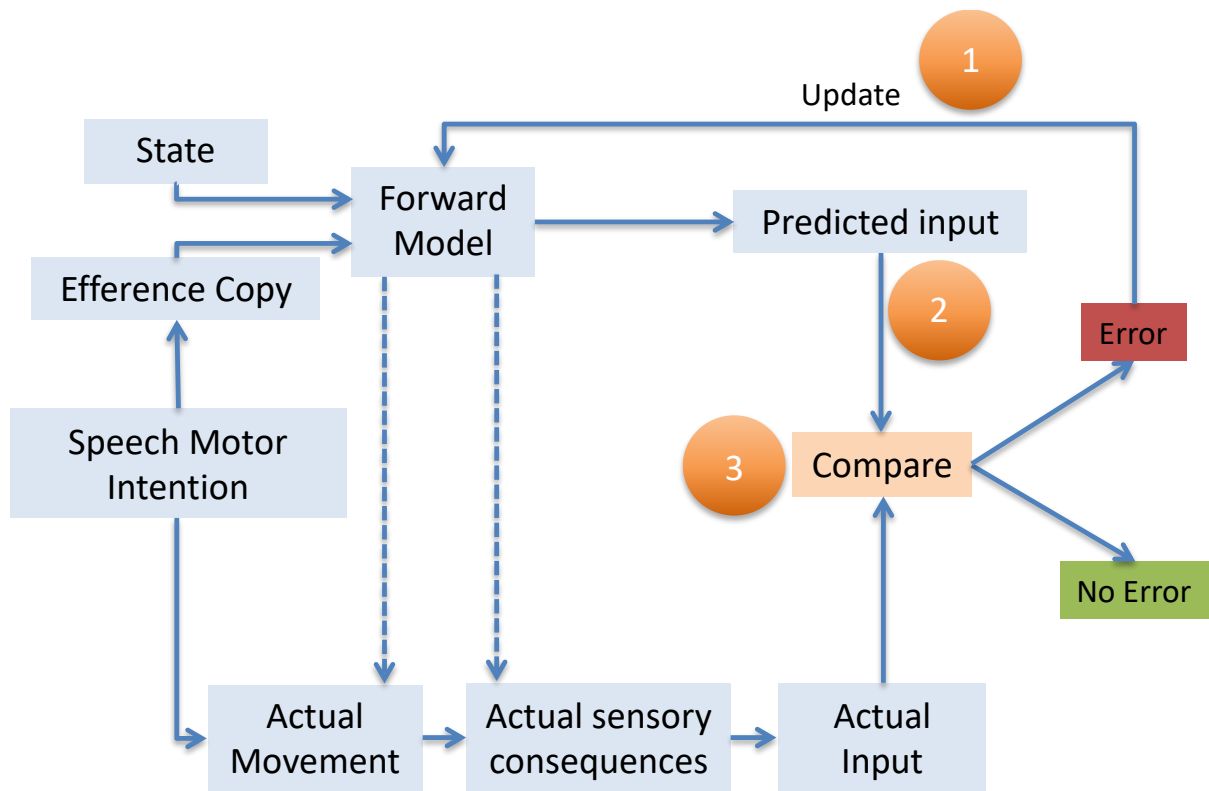 1
Update
State
Forward
Model
Predicted input
Efference Copy
2
Error
Speech Motor
Intention
3
Compare
No Error
Actual
Movement
Actual sensory
consequences
Actual
Input